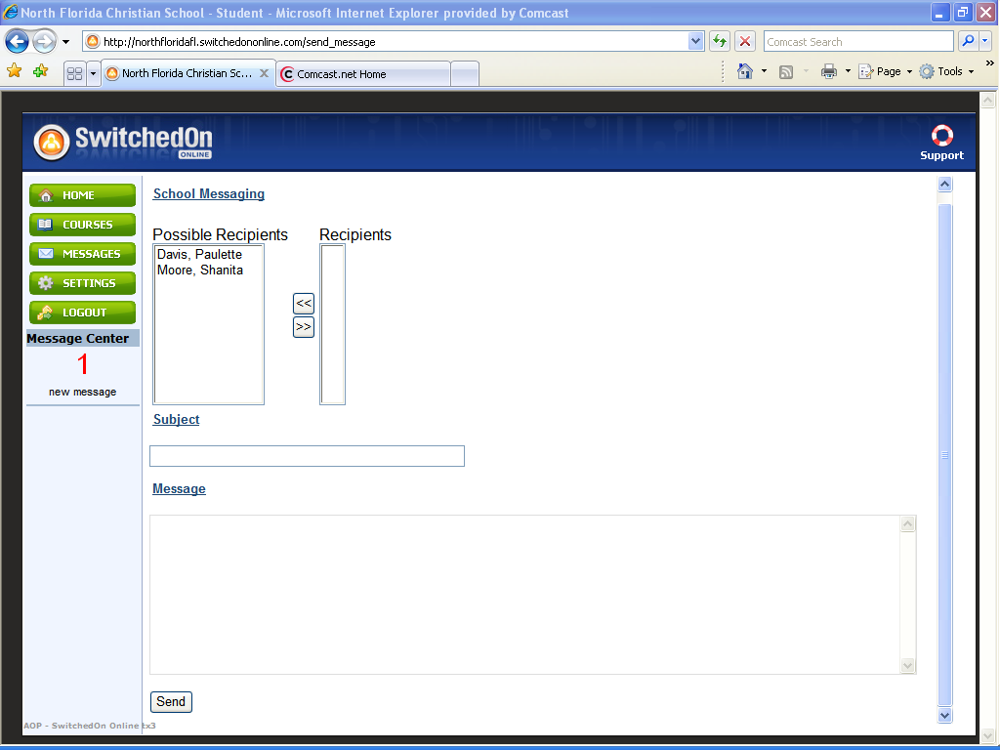 North Florida Christian School - Student - Microsoft Internet Explorer provided by Comcast
http://northfloridafl.switchedononline.com/send_message
Comcast Search
North Florida Christian Sc...
Comcast.net Home
Page
Tools
»
SwitchedOn
ONLINE
Support
HOME
COURSES
MESSAGES
SETTINGS
LOGOUT
Message Center
1
new message
School Messaging
Possible Recipients
Recipients
Davis, Paulette
Moore, Shanita
<<
>>
Subject
Message
Send
AOP - SwitchedOn Online tx3